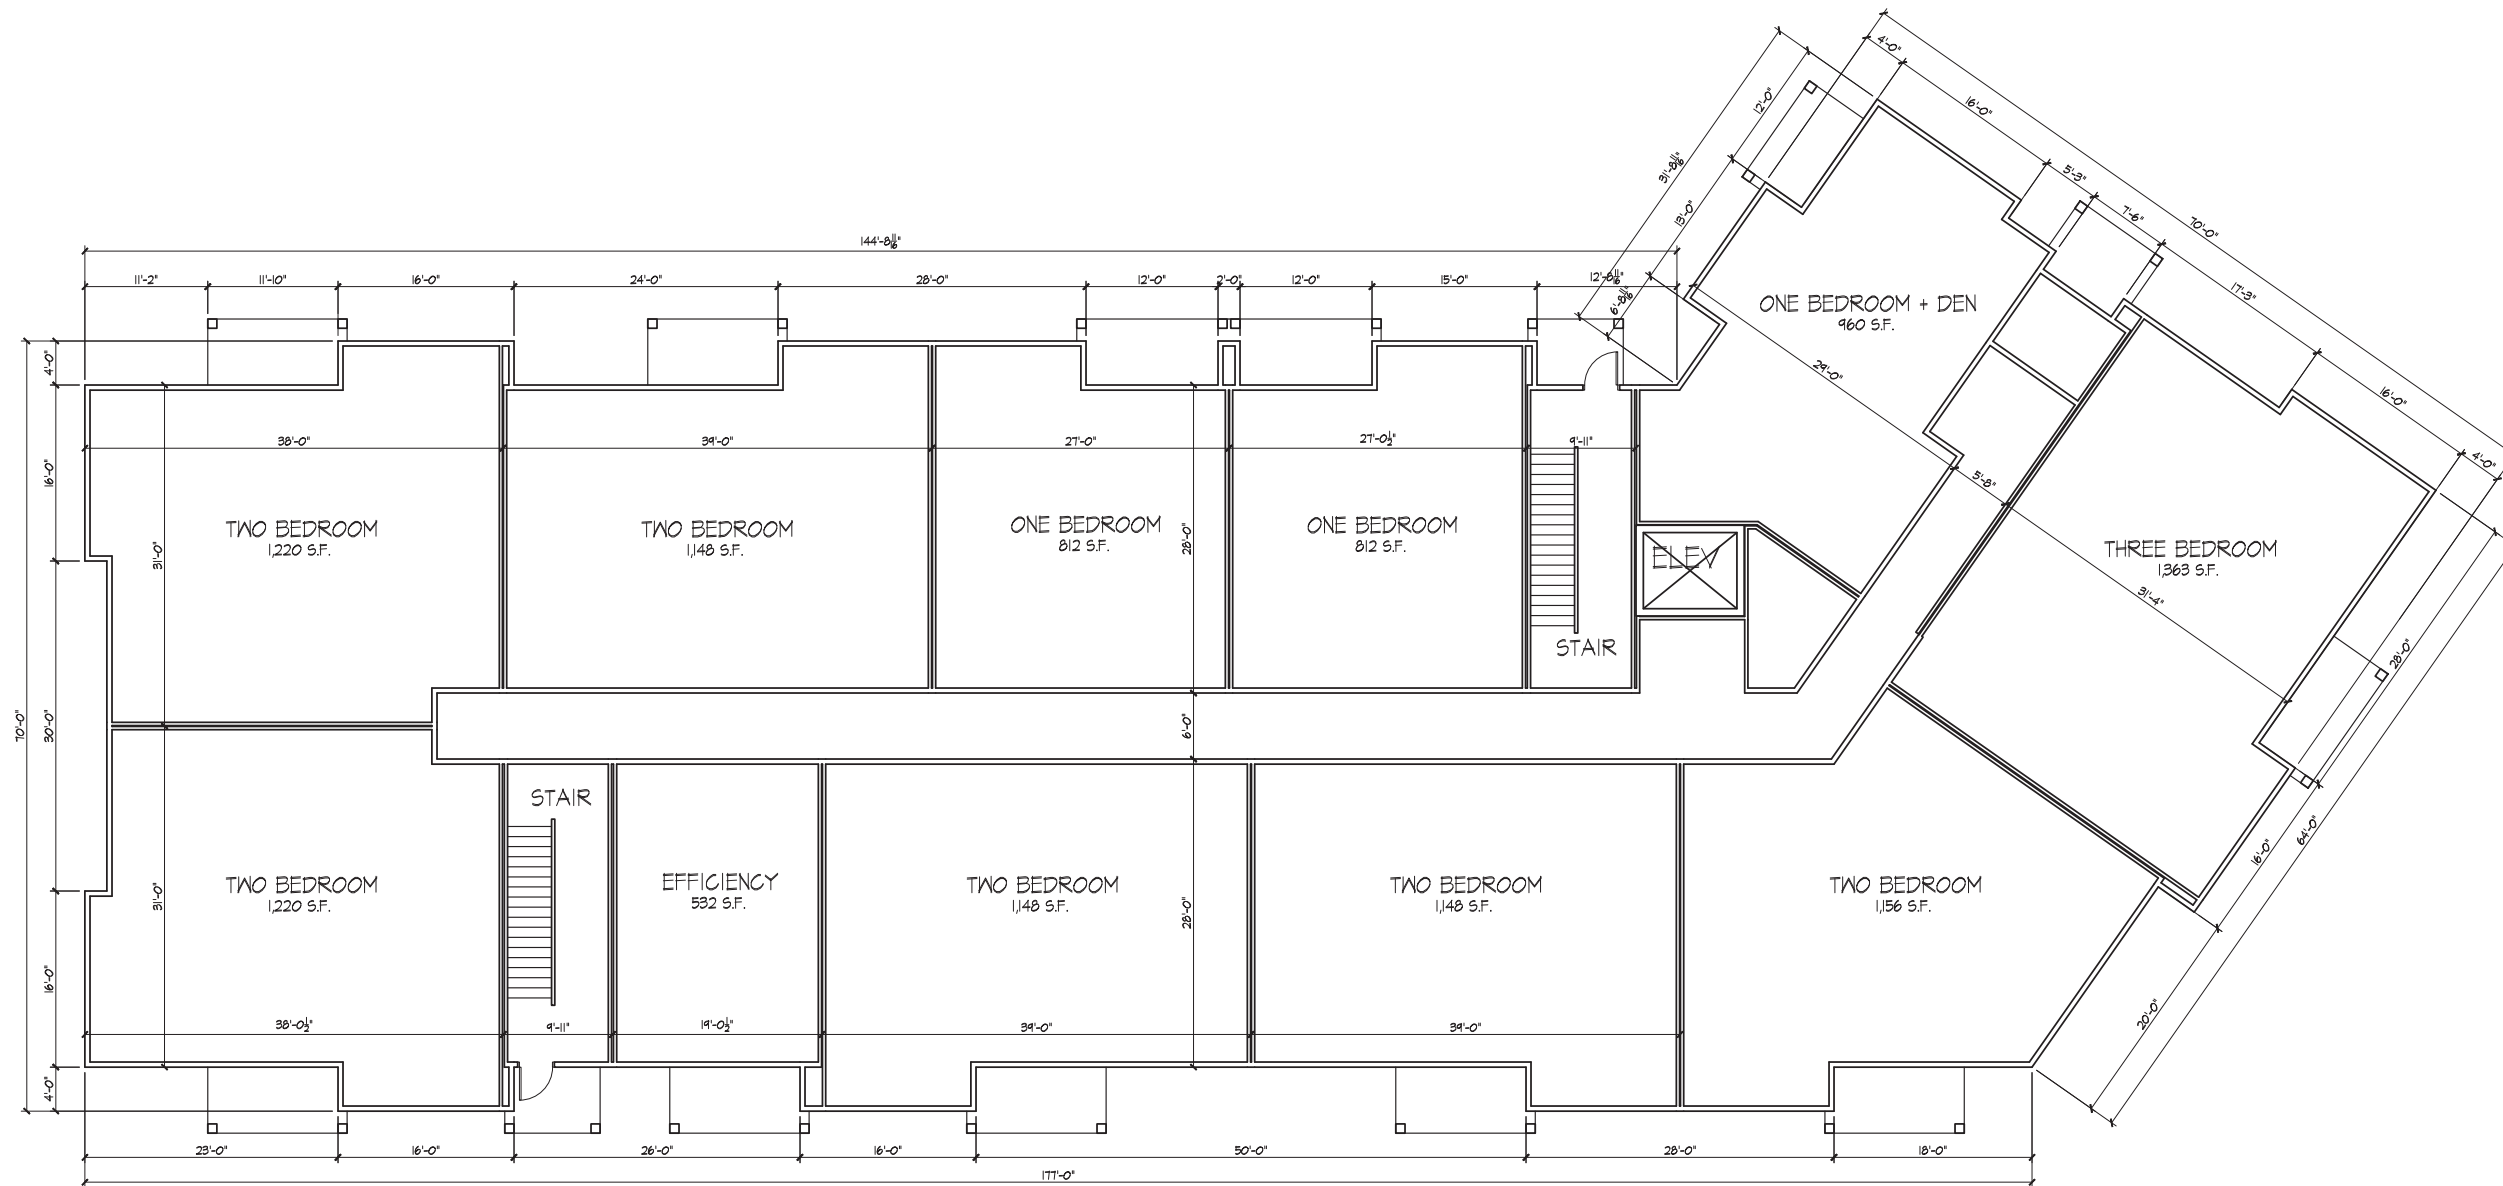 4'-0"
12'-0"
16'-0"
31'-8 11/16"
5'-3"
13'-0"
7'-6"
70'-0"
144'-8 11/16"
11'-2" 11'-10" 16'-0" 24'-0" 28'-0" 12'-0" 2'-0" 12'-0" 15'-0" 12'-8 11/16"
6'-8 11/16"
17'-3"
ONE BEDROOM + DEN
960 S.F.
4'-0"
29'-0"
16'-0"
38'-0" 39'-0" 27'-0" 27'-0 1/2" 9'-11"
4'-0"
16'-0"
5'-8"
TWO BEDROOM
1,220 S.F.
TWO BEDROOM
1,148 S.F.
ONE BEDROOM
812 S.F.
ONE BEDROOM
812 S.F.
31'-0"
28'-0"
ELEV
THREE BEDROOM
1,363 S.F.
31'-4"
STAIR
28'-0"
70'-0"
30'-0"
6'-0"
STAIR
64'-0"
16'-0"
TWO BEDROOM
1,220 S.F.
EFFICIENCY
532 S.F.
TWO BEDROOM
1,148 S.F.
TWO BEDROOM
1,148 S.F.
TWO BEDROOM
1,156 S.F.
31'-0"
28'-0"
16'-0"
20'-0"
38'-0 1/2" 9'-11" 19'-0 1/2" 39'-0" 39'-0"
4'-0"
23'-0" 16'-0" 26'-0" 16'-0" 50'-0" 28'-0" 18'-0"
177'-0"